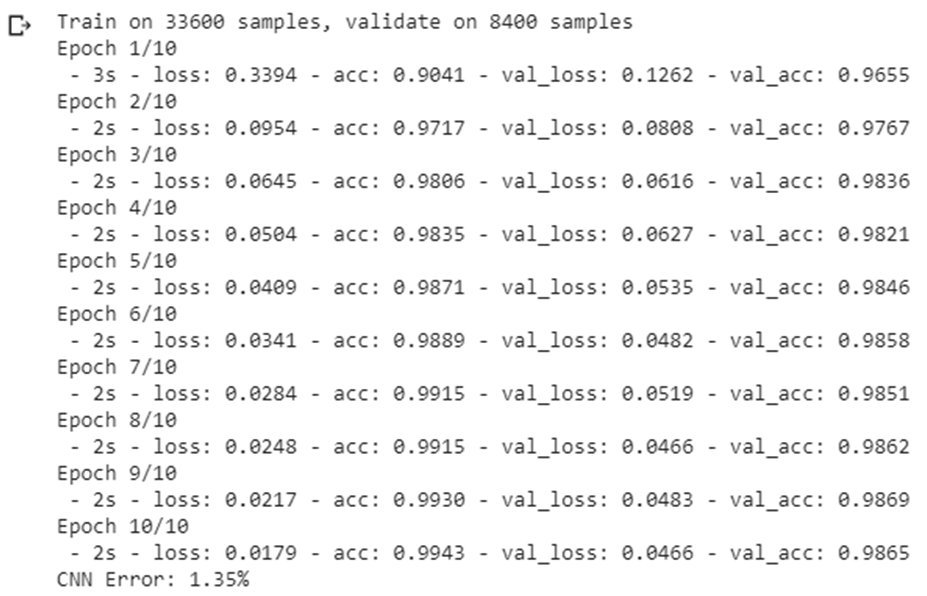 Train on 33600 samples, validate on 8400 samples
Epoch 1/10
- 3s - loss: 0.3394 - acc: 0.9041 - val_loss: 0.1262 - val_acc: 0.9655
Epoch 2/10
- 2s - loss: 0.0954 - acc: 0.9717 - val_loss: 0.0808 - val_acc: 0.9767
Epoch 3/10
- 2s - loss: 0.0645 - acc: 0.9806 - val_loss: 0.0616 - val_acc: 0.9836
Epoch 4/10
- 2s - loss: 0.0504 - acc: 0.9835 - val_loss: 0.0627 - val_acc: 0.9821
Epoch 5/10
- 2s - loss: 0.0409 - acc: 0.9871 - val_loss: 0.0535 - val_acc: 0.9846
Epoch 6/10
- 2s - loss: 0.0341 - acc: 0.9889 - val_loss: 0.0482 - val_acc: 0.9858
Epoch 7/10
- 2s - loss: 0.0284 - acc: 0.9915 - val_loss: 0.0519 - val_acc: 0.9851
Epoch 8/10
- 2s - loss: 0.0248 - acc: 0.9915 - val_loss: 0.0466 - val_acc: 0.9862
Epoch 9/10
- 2s - loss: 0.0217 - acc: 0.9930 - val_loss: 0.0483 - val_acc: 0.9869
Epoch 10/10
- 2s - loss: 0.0179 - acc: 0.9943 - val_loss: 0.0466 - val_acc: 0.9865
CNN Error: 1.35%